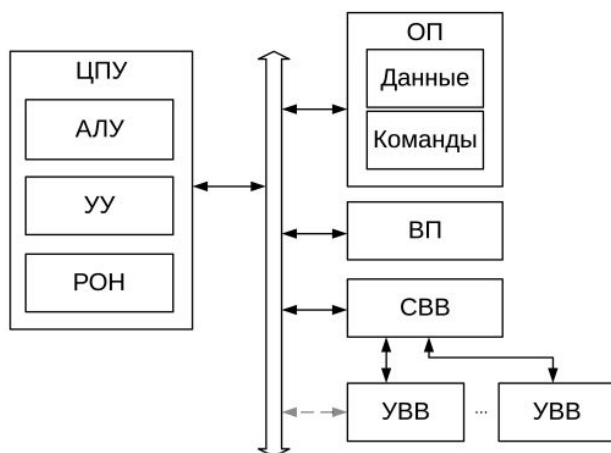 ЦПУ
АЛУ
УУ
РОН
ОП
Данные
Команды
ВП
СВВ
УВВ ... УВВ